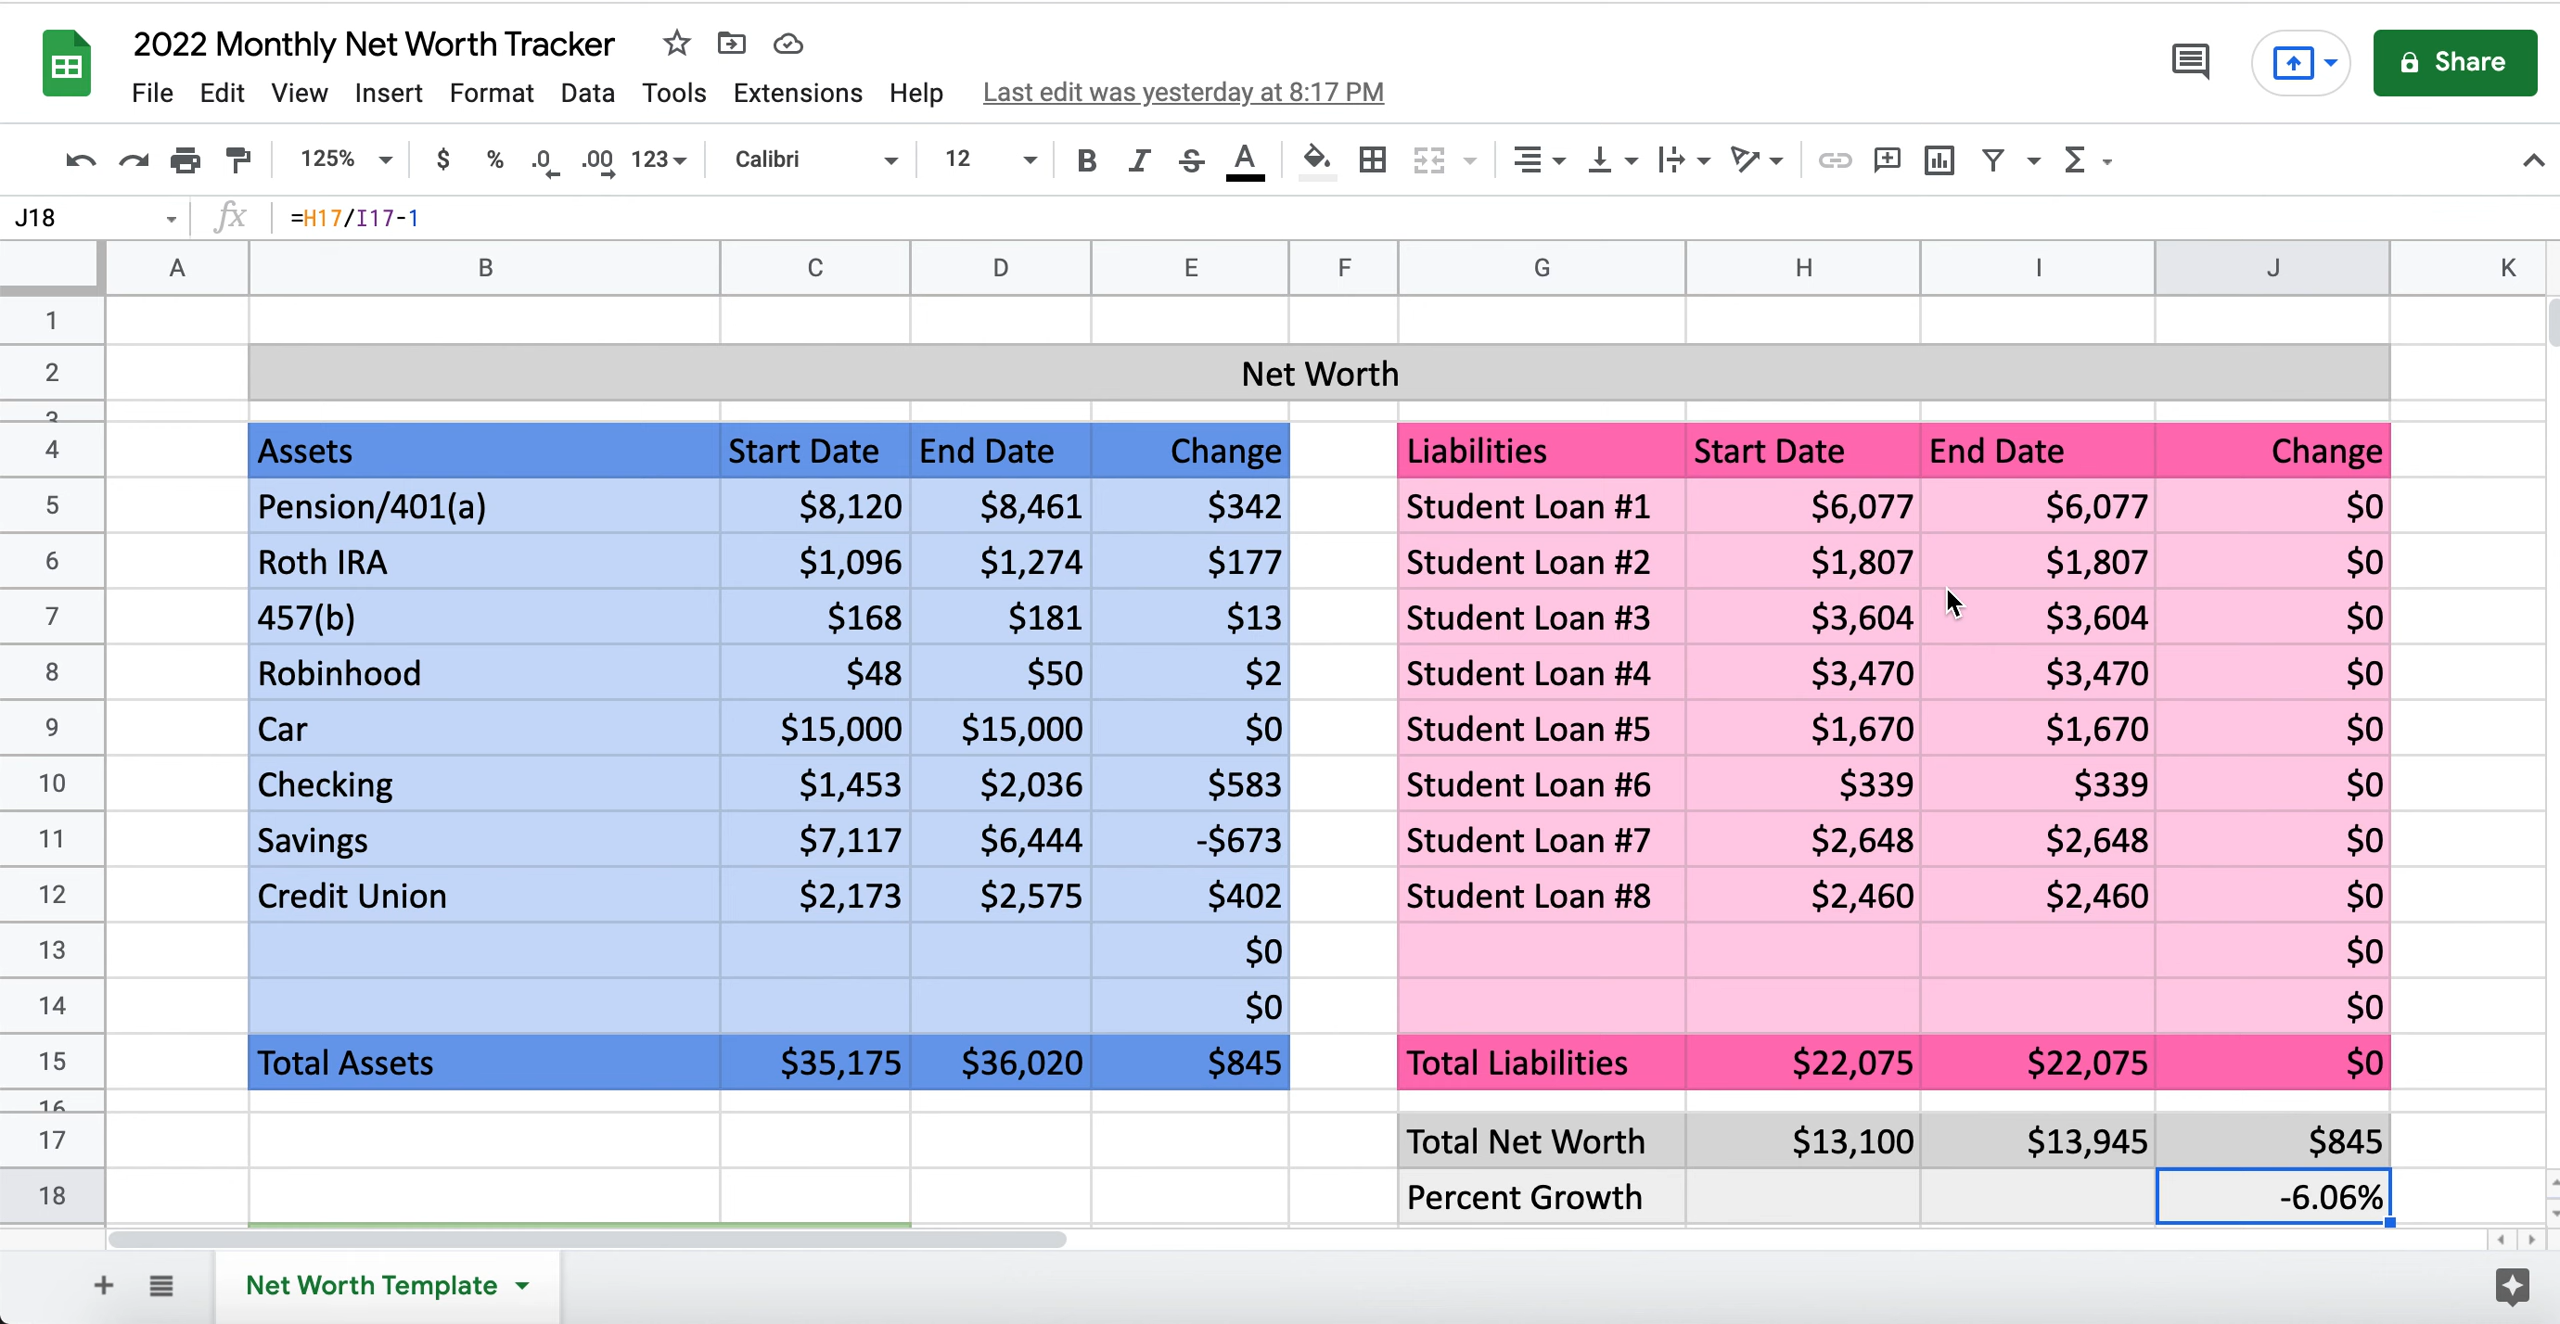 2022 Monthly Net Worth Tracker
Share
File Edit View Insert Format Data Tools Extensions Help Last edit was yesterday at 8:17 PM
125% $ % .0 .00 123 Calibri 12 B I S A Σ
J18 fx =H17/I17-1
A B C D E F G H I J K
1
2 Net Worth
3
4 Assets Start Date End Date Change Liabilities Start Date End Date Change
5 Pension/401(a) $8,120 $8,461 $342 Student Loan #1 $6,077 $6,077 $0
6 Roth IRA $1,096 $1,274 $177 Student Loan #2 $1,807 $1,807 $0
7 457(b) $168 $181 $13 Student Loan #3 $3,604 $3,604 $0
8 Robinhood $48 $50 $2 Student Loan #4 $3,470 $3,470 $0
9 Car $15,000 $15,000 $0 Student Loan #5 $1,670 $1,670 $0
10 Checking $1,453 $2,036 $583 Student Loan #6 $339 $339 $0
11 Savings $7,117 $6,444 -$673 Student Loan #7 $2,648 $2,648 $0
12 Credit Union $2,173 $2,575 $402 Student Loan #8 $2,460 $2,460 $0
13 $0 $0
14 $0 $0
15 Total Assets $35,175 $36,020 $845 Total Liabilities $22,075 $22,075 $0
16
17 Total Net Worth $13,100 $13,945 $845
18 Percent Growth -6.06%
Net Worth Template